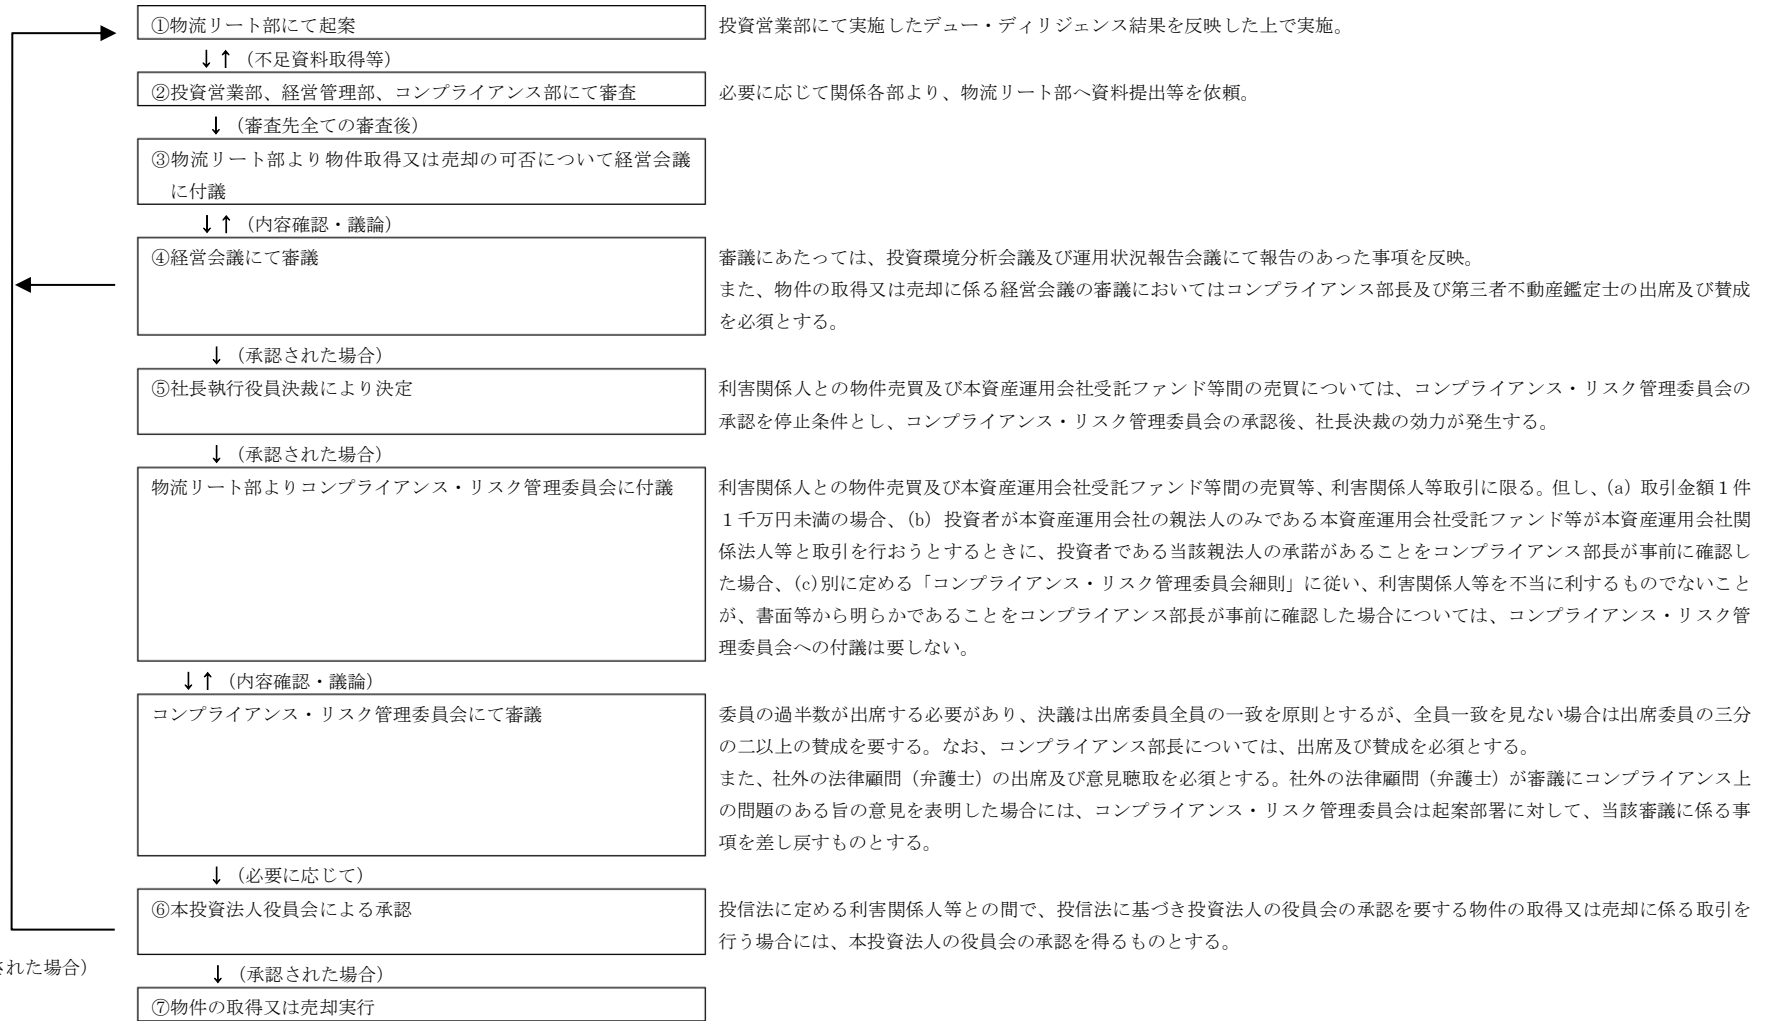 ①物流リート部にて起案
投資営業部にて実施したデュー・ディリジェンス結果を反映した上で実施。
↓↑（不足資料取得等）
②投資営業部、経営管理部、コンプライアンス部にて審査
必要に応じて関係各部より、物流リート部へ資料提出等を依頼。
↓（審査先全ての審査後）
③物流リート部より物件取得又は売却の可否について経営会議
に付議
↓↑（内容確認・議論）
④経営会議にて審議
審議にあたっては、投資環境分析会議及び運用状況報告会議にて報告のあった事項を反映。
また、物件の取得又は売却に係る経営会議の審議においてはコンプライアンス部長及び第三者不動産鑑定士の出席及び賛成
を必須とする。
↓（承認された場合）
⑤社長執行役員決裁により決定
利害関係人との物件売買及び本資産運用会社受託ファンド等間の売買については、コンプライアンス・リスク管理委員会の
承認を停止条件とし、コンプライアンス・リスク管理委員会の承認後、社長決裁の効力が発生する。
↓（承認された場合）
物流リート部よりコンプライアンス・リスク管理委員会に付議
利害関係人との物件売買及び本資産運用会社受託ファンド等間の売買等、利害関係人等取引に限る。但し、(a) 取引金額１件
１千万円未満の場合、(b) 投資者が本資産運用会社の親法人のみである本資産運用会社受託ファンド等が本資産運用会社関
係法人等と取引を行おうとするときに、投資者である当該親法人の承諾があることをコンプライアンス部長が事前に確認し
た場合、(c)別に定める「コンプライアンス・リスク管理委員会細則」に従い、利害関係人等を不当に利するものでないこと
が、書面等から明らかであることをコンプライアンス部長が事前に確認した場合については、コンプライアンス・リスク管
理委員会への付議は要しない。
↓↑（内容確認・議論）
コンプライアンス・リスク管理委員会にて審議
委員の過半数が出席する必要があり、決議は出席委員全員の一致を原則とするが、全員一致を見ない場合は出席委員の三分
の二以上の賛成を要する。なお、コンプライアンス部長については、出席及び賛成を必須とする。
また、社外の法律顧問（弁護士）の出席及び意見聴取を必須とする。社外の法律顧問（弁護士）が審議にコンプライアンス上
の問題のある旨の意見を表明した場合には、コンプライアンス・リスク管理委員会は起案部署に対して、当該審議に係る事
項を差し戻すものとする。
↓（必要に応じて）
⑥本投資法人役員会による承認
投信法に定める利害関係人等との間で、投信法に基づき投資法人の役員会の承認を要する物件の取得又は売却に係る取引を
行う場合には、本投資法人の役員会の承認を得るものとする。
された場合）
↓（承認された場合）
⑦物件の取得又は売却実行